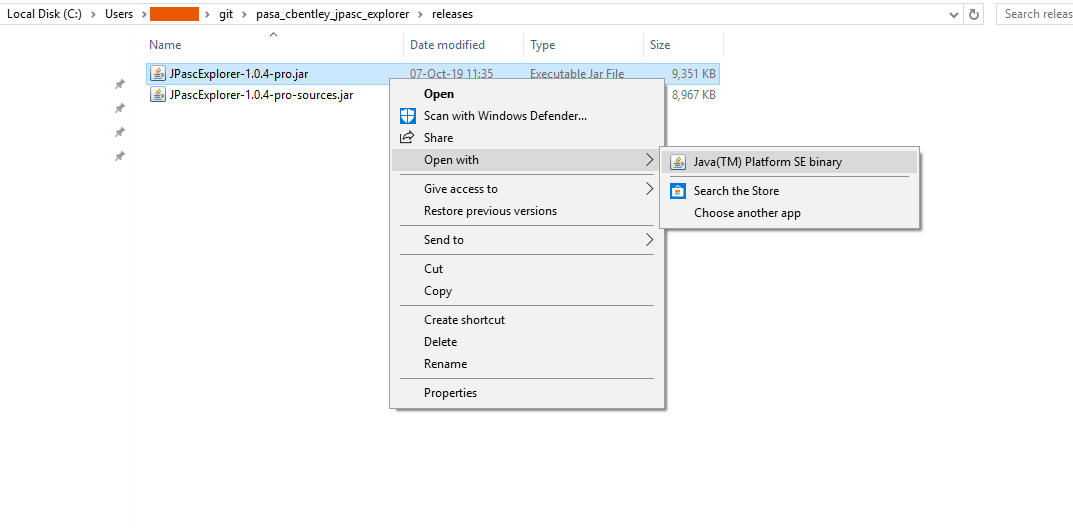 Local Disk (C:) > Users > git > pasa_cbentley_jpasc_explorer > releases
Search relea
Name Date modified Type Size
JPascExplorer-1.0.4-pro.jar 07-Oct-19 11:35 Executable Jar File 9,351 KB
JPascExplorer-1.0.4-pro-sources.jar 8,967 KB
Open
Scan with Windows Defender...
Share
Open with
Java(TM) Platform SE binary
Search the Store
Choose another app
Give access to
Restore previous versions
Send to
Cut
Copy
Create shortcut
Delete
Rename
Properties